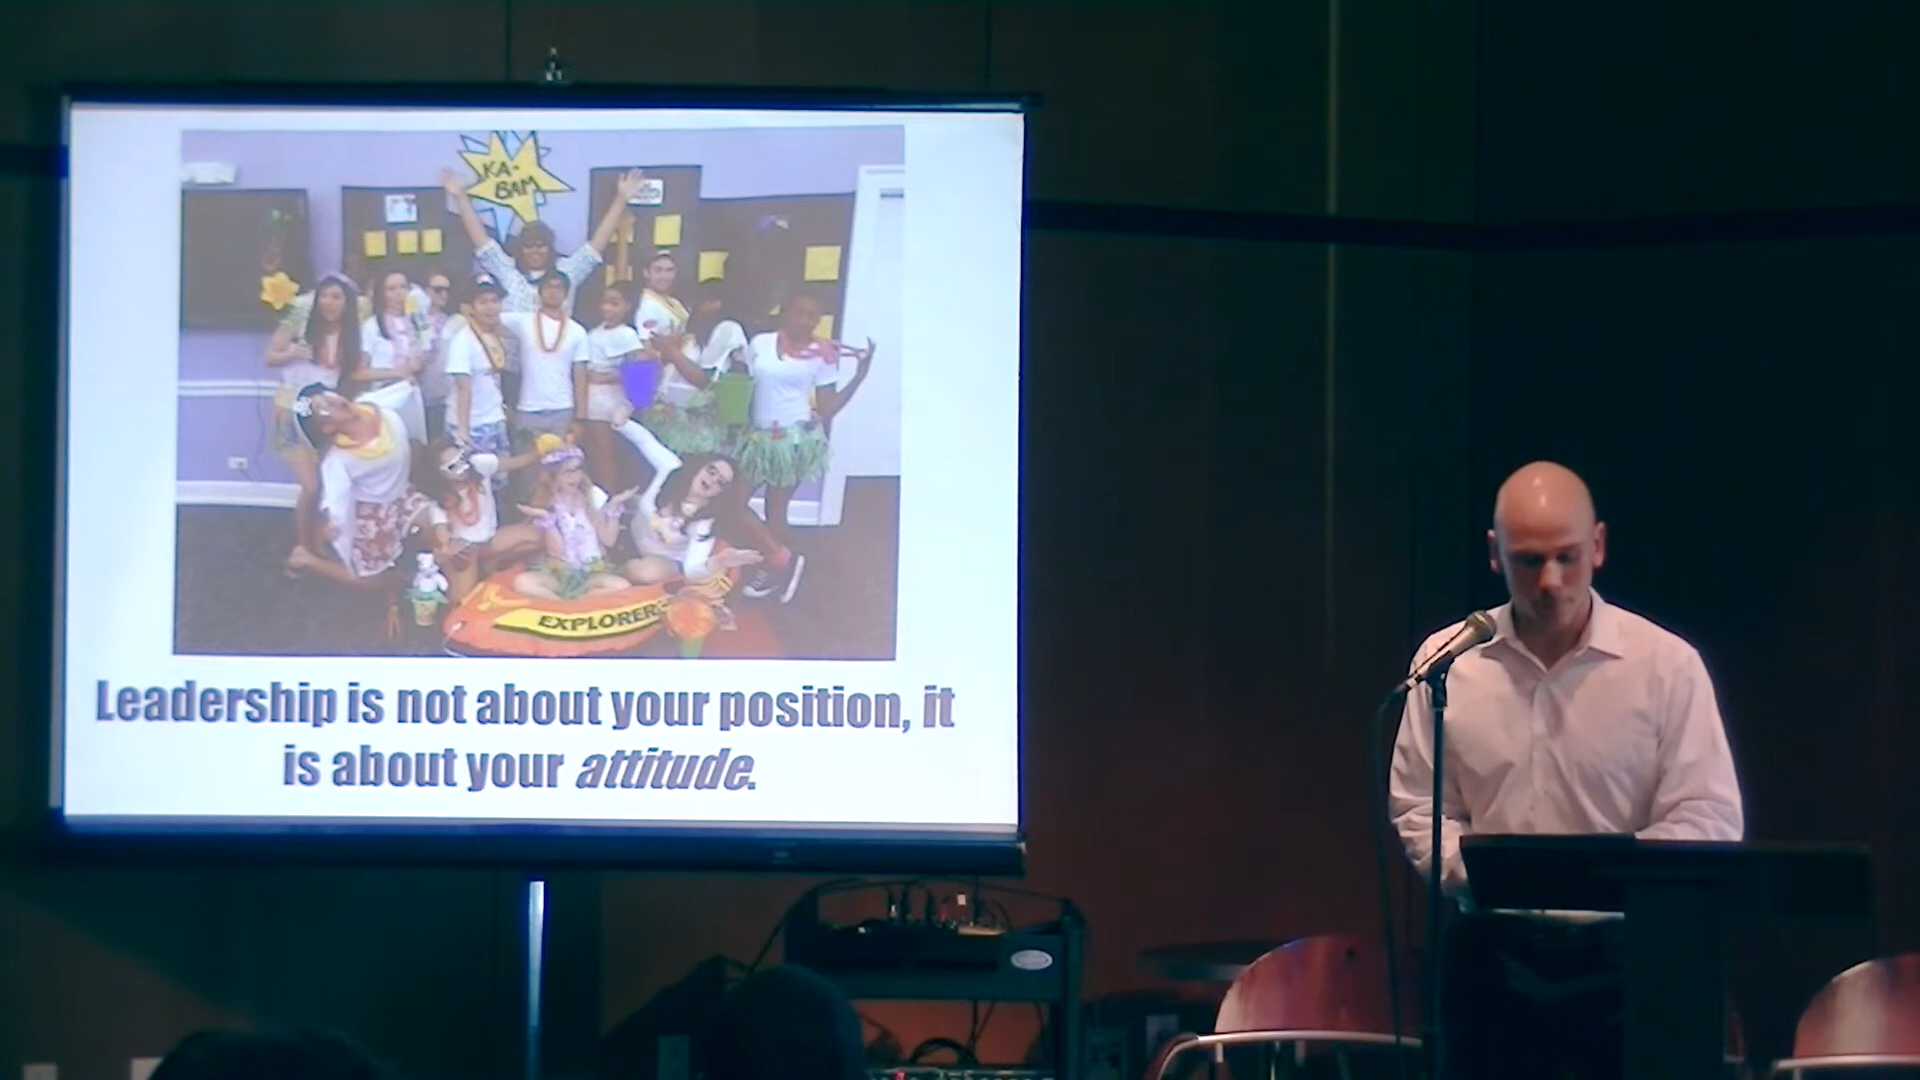 KA-
BAM
EXPLORER
Leadership is not about your position, it
is about your attitude.